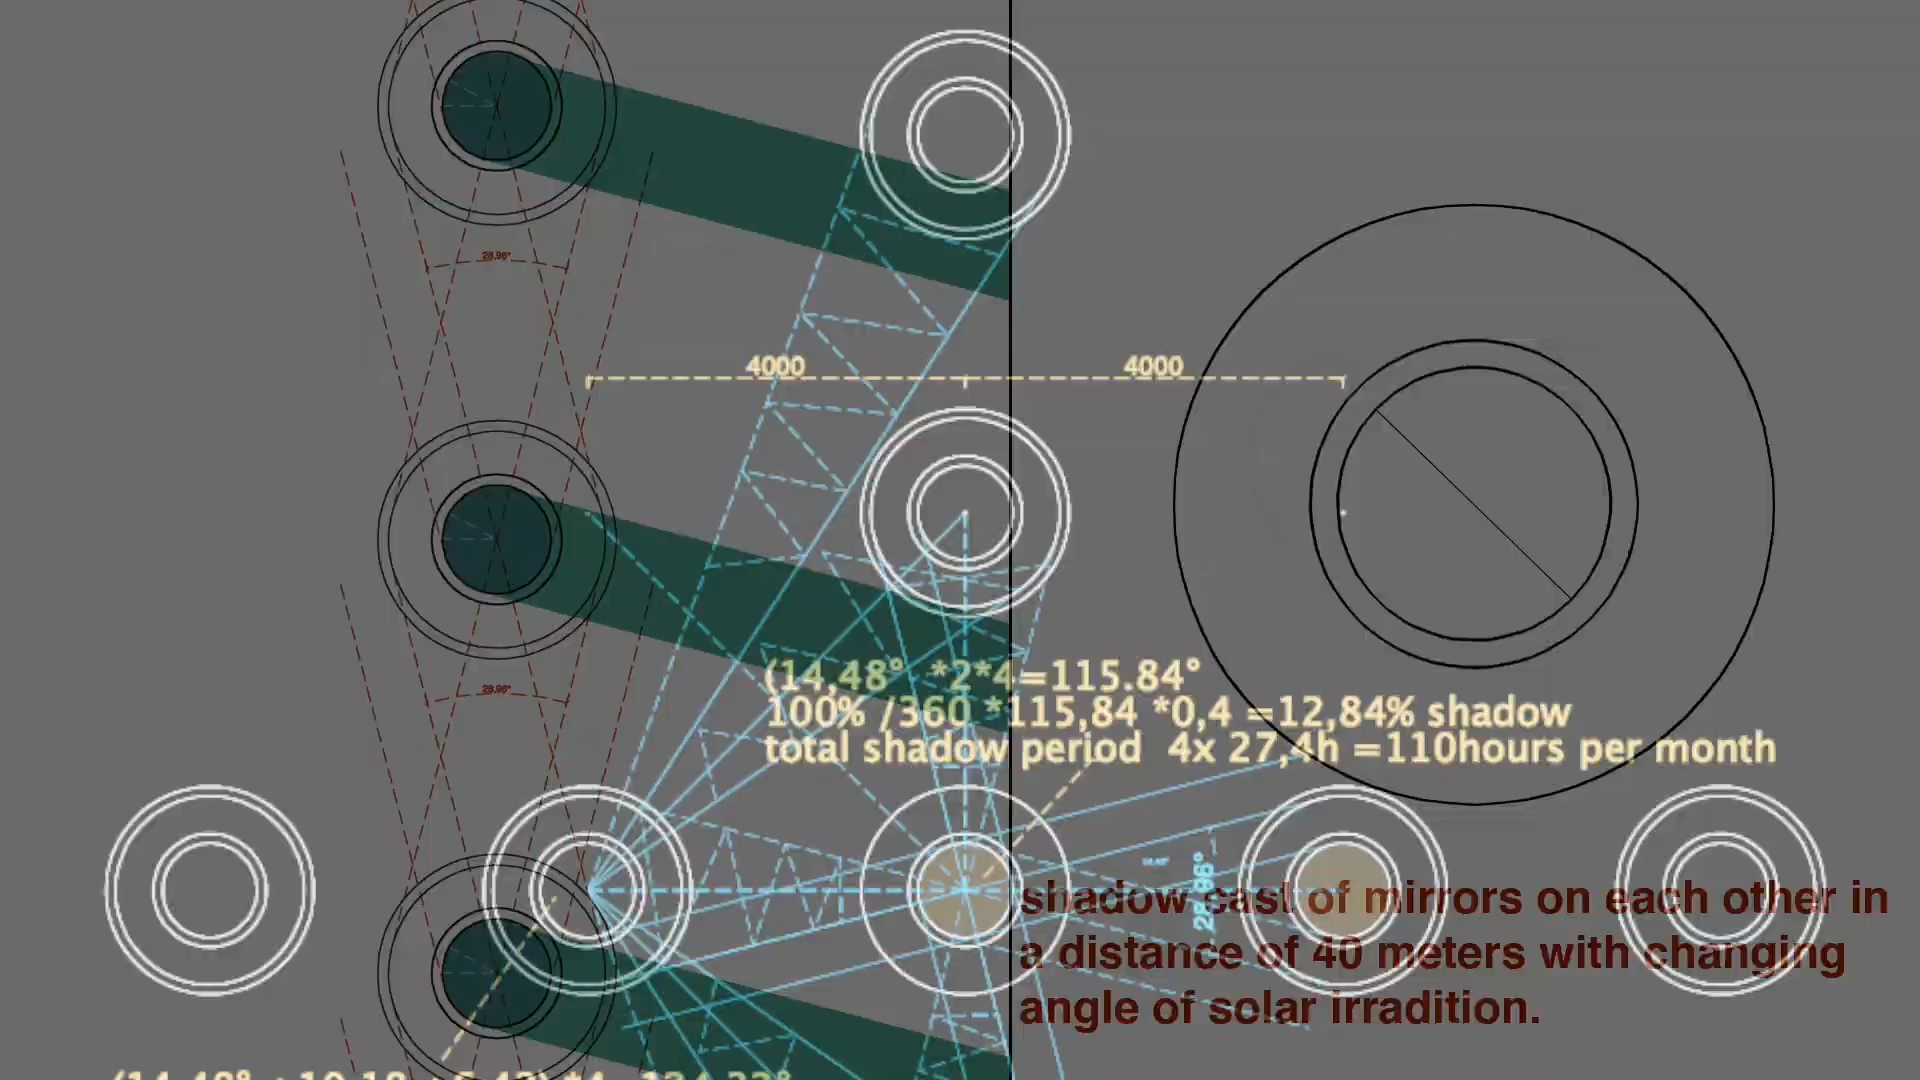 28.96°
4000 4000
(14,48° *2*4=115.84°
100% /360 *115,84 *0,4 =12,84% shadow
28.96°
total shadow period 4x 27,4h =110hours per month
28,96°
shadow cast of mirrors on each other in
a distance of 40 meters with changing
angle of solar irradition.